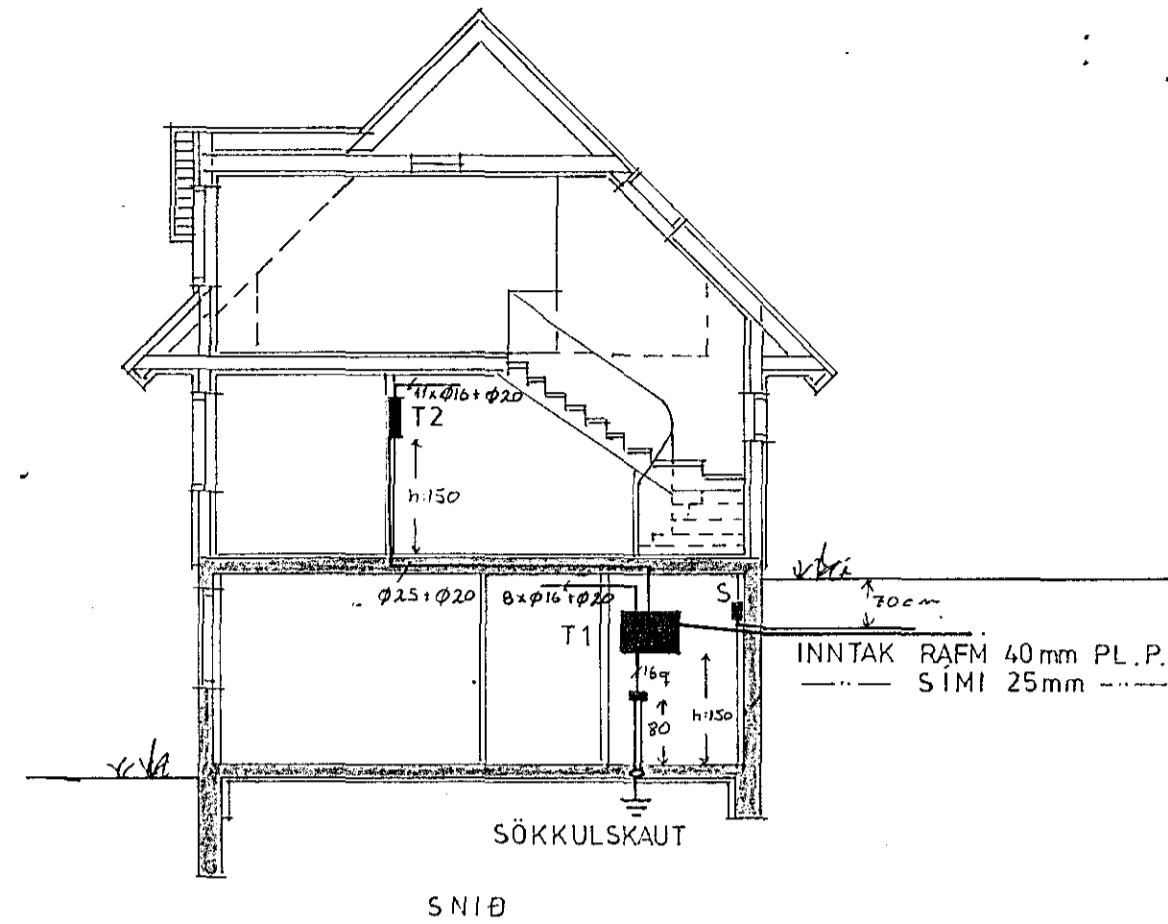 11xØ16+Ø20
T2
h:150
Ø25+Ø20
8xØ16+Ø20
S
70cm
T1
INNTAK RAFM 40mm PL.P.
SÍMI 25mm
16q
80
h:150
SÖKKULSKAUT
SNIÐ